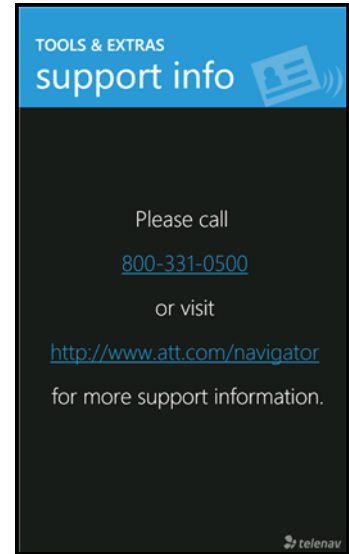 TOOLS & EXTRAS
support info
Please call
800-331-0500
or visit
http://www.att.com/navigator
for more support information.
telenav